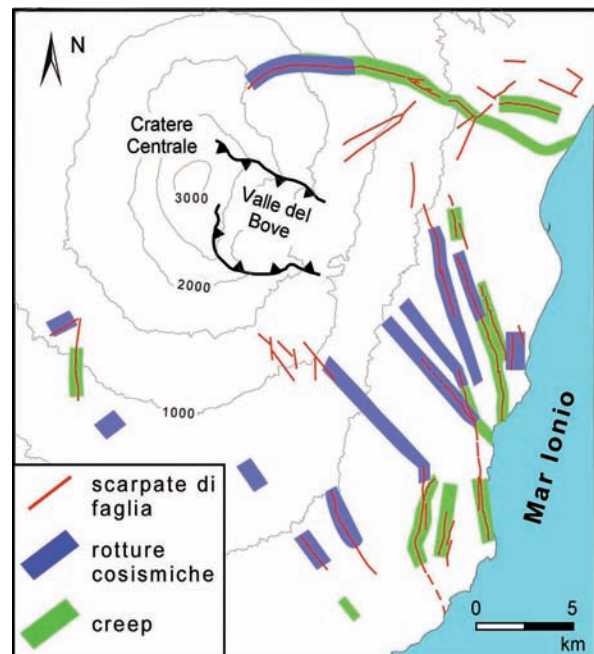 N
Cratere
Centrale
3000
Valle del
Bove
2000
1000
Mar Ionio
scarpate di
faglia
rotture
cosismiche
creep
0 5
km